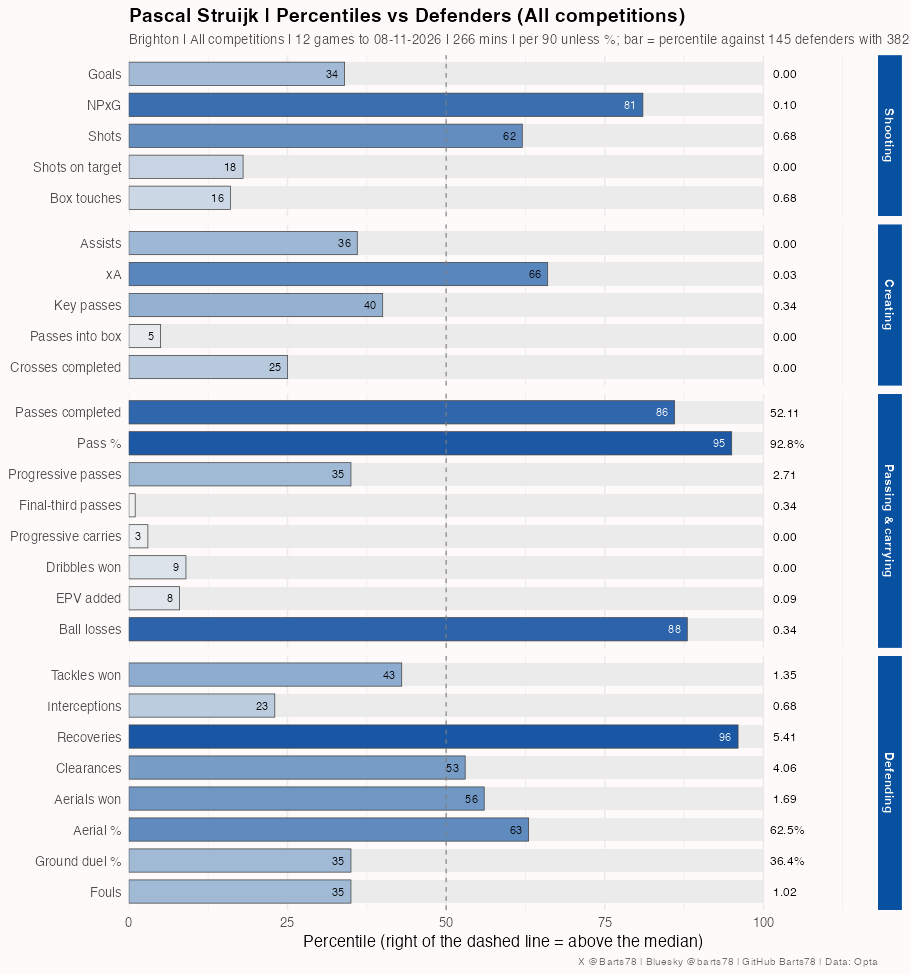 Pascal Struijk | Percentiles vs Defenders (All competitions)
Brighton | All competitions | 12 games to 08-11-2026 | 266 mins | per 90 unless %; bar = percentile against 145 defenders with 382
Goals 34 0.00
NPxG 81 0.10
Shots 62 0.68
Shots on target 18 0.00
Box touches 16 0.68
Shooting
Assists 36 0.00
xA 66 0.03
Key passes 40 0.34
Passes into box 5 0.00
Crosses completed 25 0.00
Creating
Passes completed 86 52.11
Pass % 95 92.8%
Progressive passes 35 2.71
Final-third passes 0.34
Progressive carries 3 0.00
Dribbles won 9 0.00
EPV added 8 0.09
Ball losses 88 0.34
Passing & carrying
Tackles won 43 1.35
Interceptions 23 0.68
Recoveries 96 5.41
Clearances 53 4.06
Aerials won 56 1.69
Aerial % 63 62.5%
Ground duel % 35 36.4%
Fouls 35 1.02
Defending
0 25 50 75 100
Percentile (right of the dashed line = above the median)
X @Barts78 | Bluesky @barts78 | GitHub Barts78 | Data: Opta